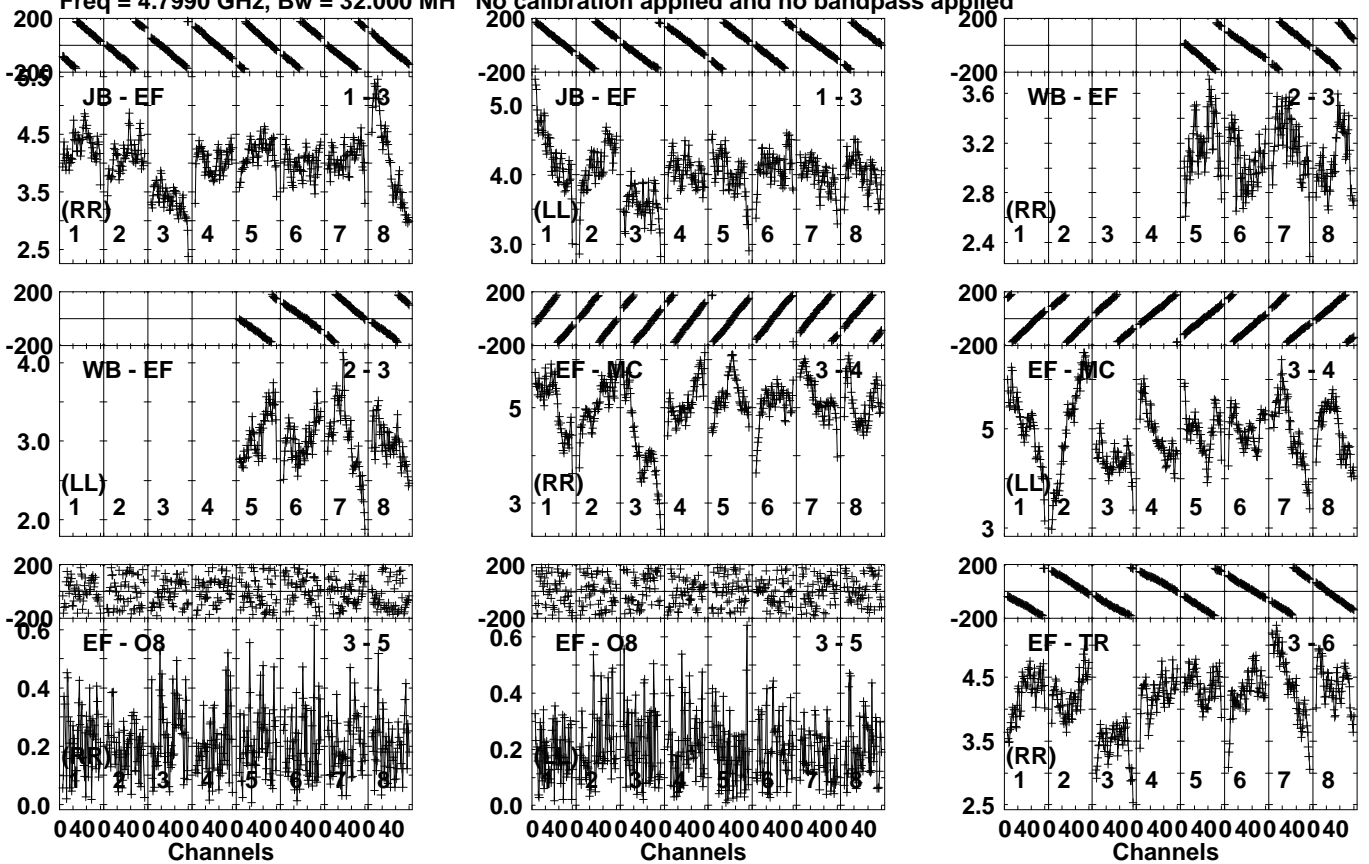 Freq = 4.7990 GHz, Bw = 32.000 MH No calibration applied and no bandpass applied
200
-200
5.5
4.5
3.5
2.5
JB - EF 1 - 3
(RR)
1 2 3 4 5 6 7 8
200
-200
5.0
4.0
3.0
JB - EF 1 - 3
(LL)
1 2 3 4 5 6 7 8
200
-200
3.6
3.2
2.8
2.4
WB - EF 2 - 3
(RR)
1 2 3 4 5 6 7 8
200
-200
4.0
3.0
2.0
WB - EF 2 - 3
(LL)
1 2 3 4 5 6 7 8
200
-200
5
3
EF - MC 3 - 4
(RR)
1 2 3 4 5 6 7 8
200
-200
5
3
EF - MC 3 - 4
(LL)
1 2 3 4 5 6 7 8
200
-200
0.6
0.4
0.2
0.0
EF - O8 3 - 5
(RR)
1 2 3 4 5 6 7 8
0 40 0 40 0 40 0 40 0 40 0 40 0 40 0 40
Channels
200
-200
0.6
0.4
0.2
0.0
EF - O8 3 - 5
(LL)
1 2 3 4 5 6 7 8
0 40 0 40 0 40 0 40 0 40 0 40 0 40 0 40
Channels
200
-200
4.5
3.5
2.5
EF - TR 3 - 6
(RR)
1 2 3 4 5 6 7 8
0 40 0 40 0 40 0 40 0 40 0 40 0 40 0 40
Channels